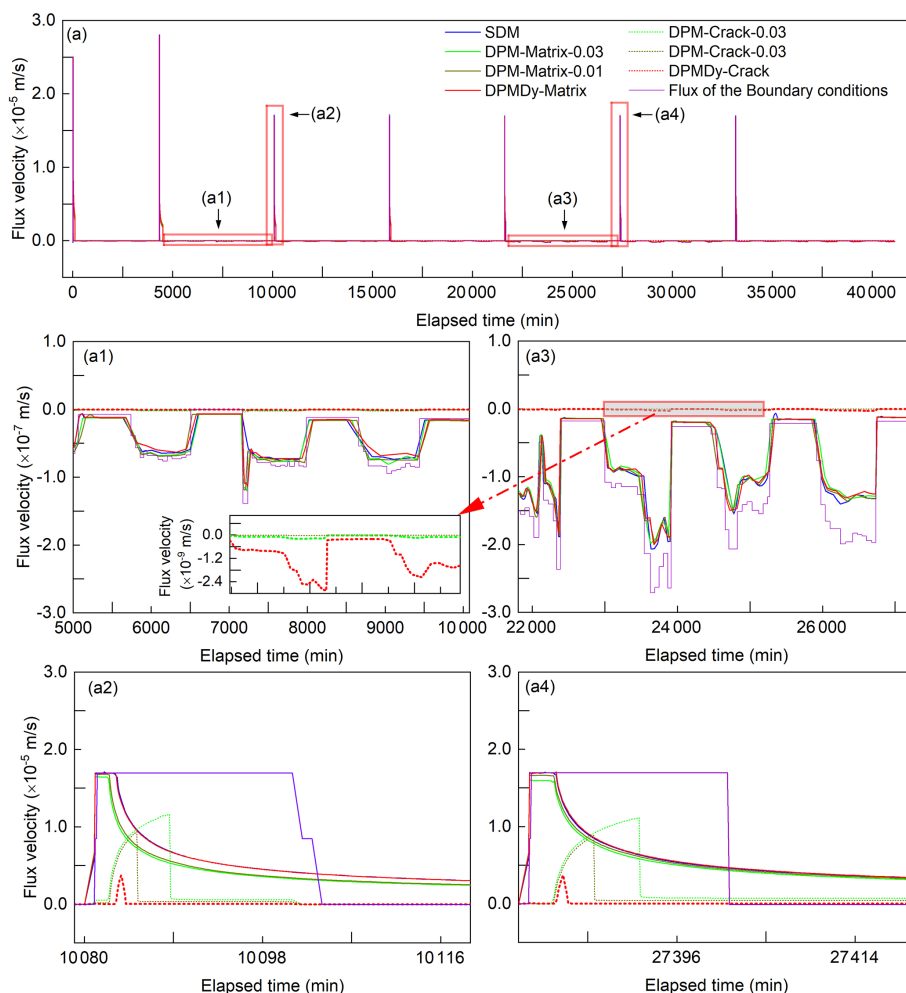 (a)
SDM
DPM-Matrix-0.03
DPM-Matrix-0.01
DPMDy-Matrix
DPM-Crack-0.03
DPM-Crack-0.03
DPMDy-Crack
Flux of the Boundary conditions
(a1)
(a2)
(a3)
(a4)
Flux velocity (×10⁻⁵ m/s)
3.0
2.0
1.0
0.0
0 5000 10000 15000 20000 25000 30000 35000 40000
Elapsed time (min)
(a1)
Flux velocity (×10⁻⁷ m/s)
1.0
0.0
-1.0
-2.0
-3.0
Flux velocity
(×10⁻⁹ m/s)
0.0
-1.2
-2.4
5000 6000 7000 8000 9000 10000
Elapsed time (min)
(a3)
1.0
0.0
-1.0
-2.0
-3.0
22000 24000 26000
Elapsed time (min)
(a2)
Flux velocity (×10⁻⁵ m/s)
3.0
2.0
1.0
0.0
10080 10098 10116
Elapsed time (min)
(a4)
3.0
2.0
1.0
0.0
27396 27414
Elapsed time (min)